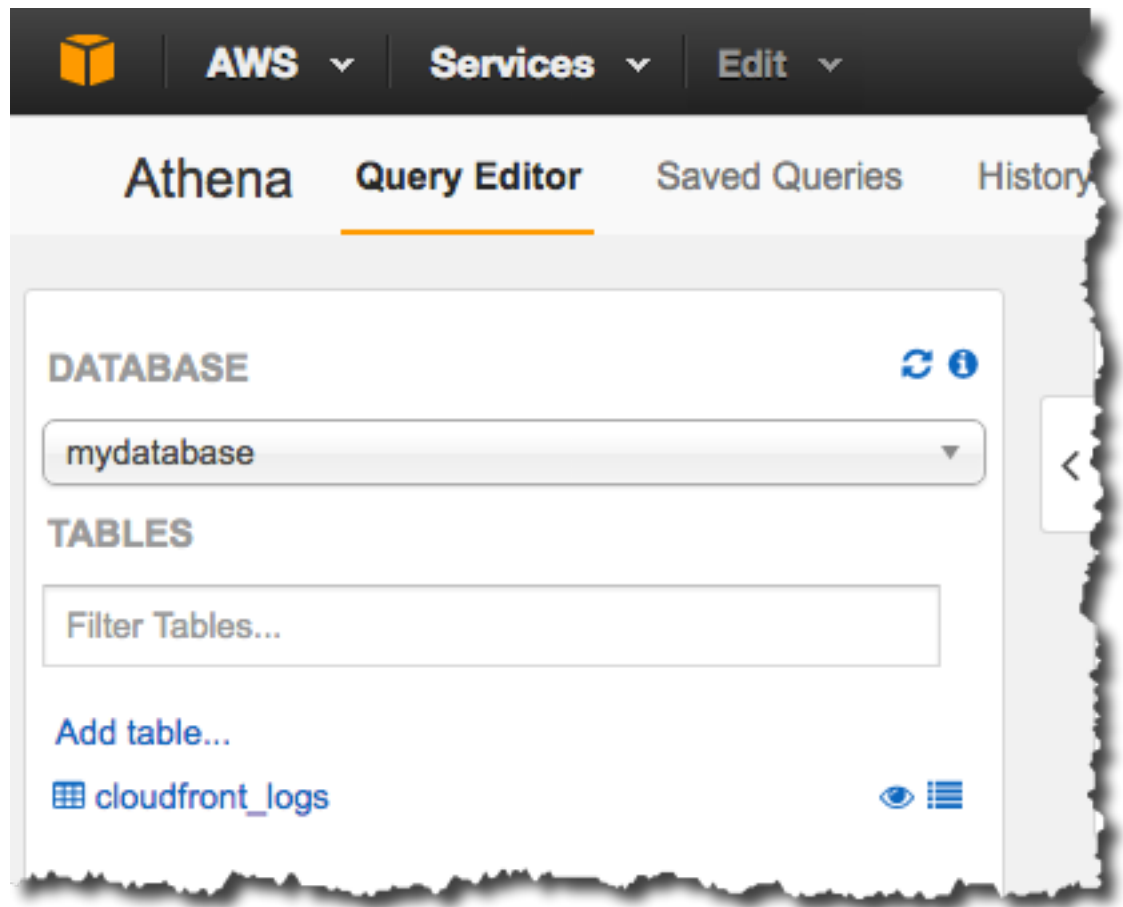 AWS Services Edit
Athena Query Editor Saved Queries History
DATABASE
mydatabase
TABLES
Filter Tables...
Add table...
cloudfront_logs